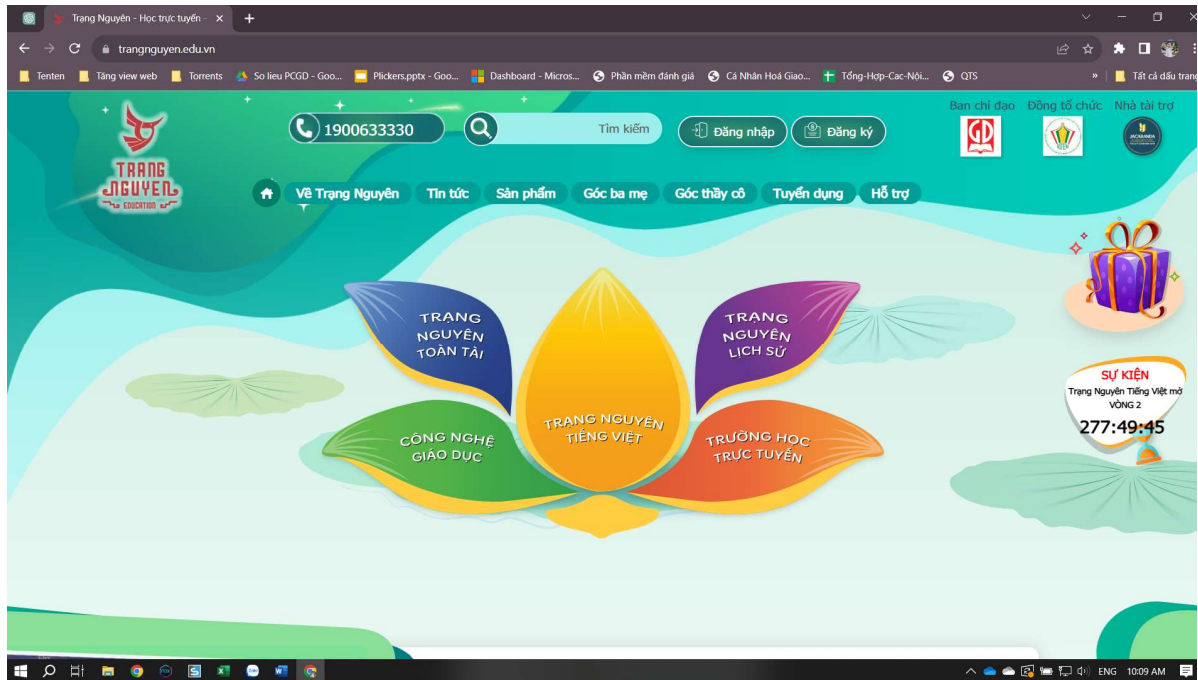 Trạng Nguyên - Học trực tuyến -
trangnguyen.edu.vn
Tenten
Tăng view web
Torrents
So lieu PCGD - Goo...
Plickers.pptx - Goo...
Dashboard - Micros...
Phần mềm đánh giá
Cá Nhân Hoá Giao...
Tổng-Hợp-Cac-Nội...
QTS
»
Tất cả dấu trang
TRẠNG
NGUYÊN
EDUCATION
1900633330
Tìm kiếm
Đăng nhập
Đăng ký
Ban chỉ đạo
Đồng tổ chức
Nhà tài trợ
GD
JACARANDA
Về Trạng Nguyên
Tin tức
Sản phẩm
Góc ba mẹ
Góc thầy cô
Tuyển dụng
Hỗ trợ
TRẠNG
NGUYÊN
TOÀN TÀI
TRẠNG
NGUYÊN
LỊCH SỬ
TRẠNG NGUYÊN
TIẾNG VIỆT
CÔNG NGHỆ
GIÁO DỤC
TRƯỜNG HỌC
TRỰC TUYẾN
SỰ KIỆN
Trạng Nguyên Tiếng Việt mở
VÒNG 2
277:49:45
ENG
10:09 AM